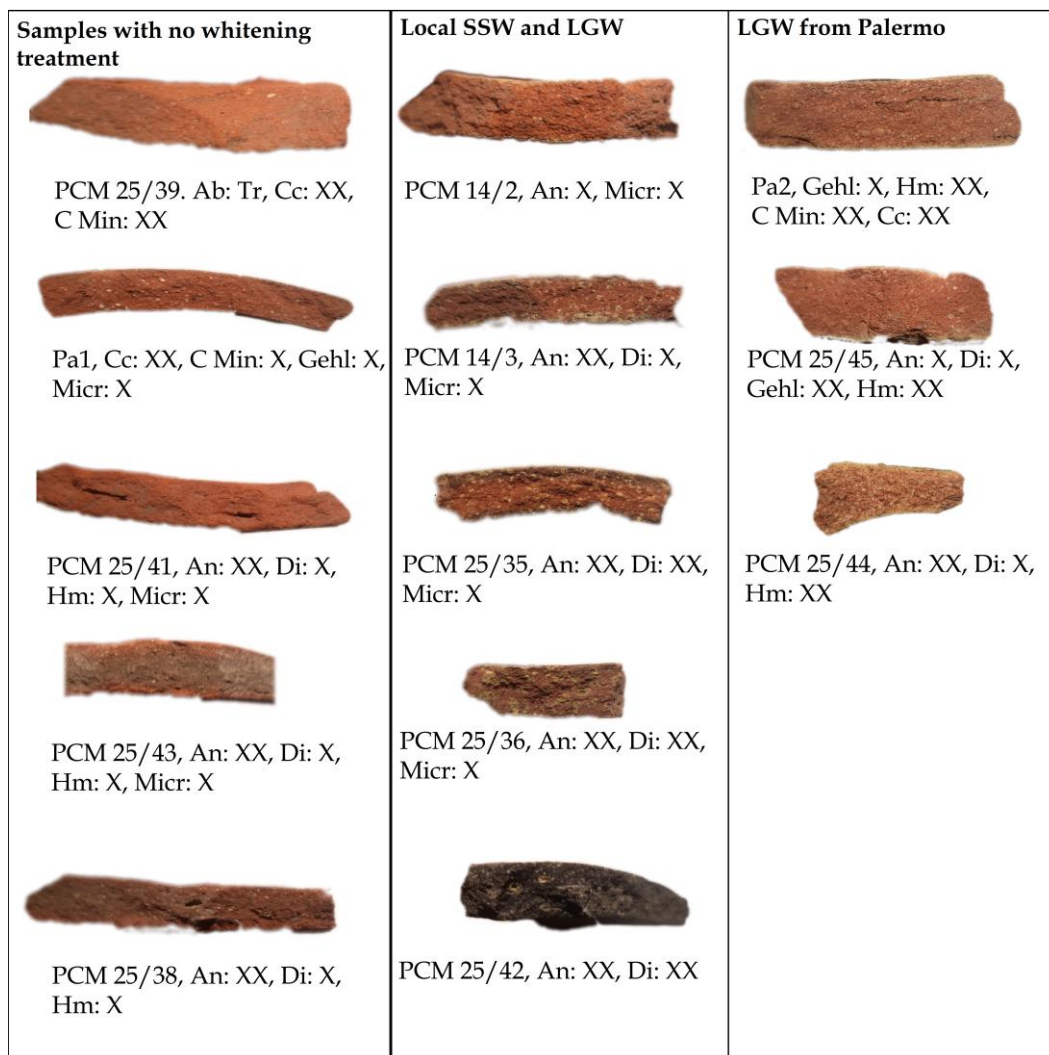 Samples with no whitening
treatment
PCM 25/39. Ab: Tr, Cc: XX,
C Min: XX
Pa1, Cc: XX, C Min: X, Gehl: X,
Micr: X
PCM 25/41, An: XX, Di: X,
Hm: X, Micr: X
PCM 25/43, An: XX, Di: X,
Hm: X, Micr: X
PCM 25/38, An: XX, Di: X,
Hm: X
Local SSW and LGW
PCM 14/2, An: X, Micr: X
PCM 14/3, An: XX, Di: X,
Micr: X
PCM 25/35, An: XX, Di: XX,
Micr: X
PCM 25/36, An: XX, Di: XX,
Micr: X
PCM 25/42, An: XX, Di: XX
LGW from Palermo
Pa2, Gehl: X, Hm: XX,
C Min: XX, Cc: XX
PCM 25/45, An: X, Di: X,
Gehl: XX, Hm: XX
PCM 25/44, An: XX, Di: X,
Hm: XX